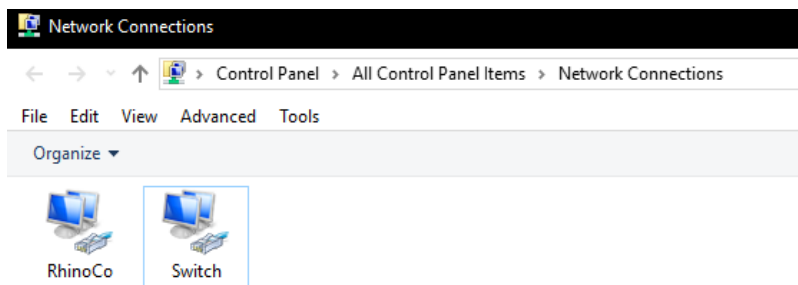 Network Connections
Control Panel > All Control Panel Items > Network Connections
File Edit View Advanced Tools
Organize
RhinoCo Switch